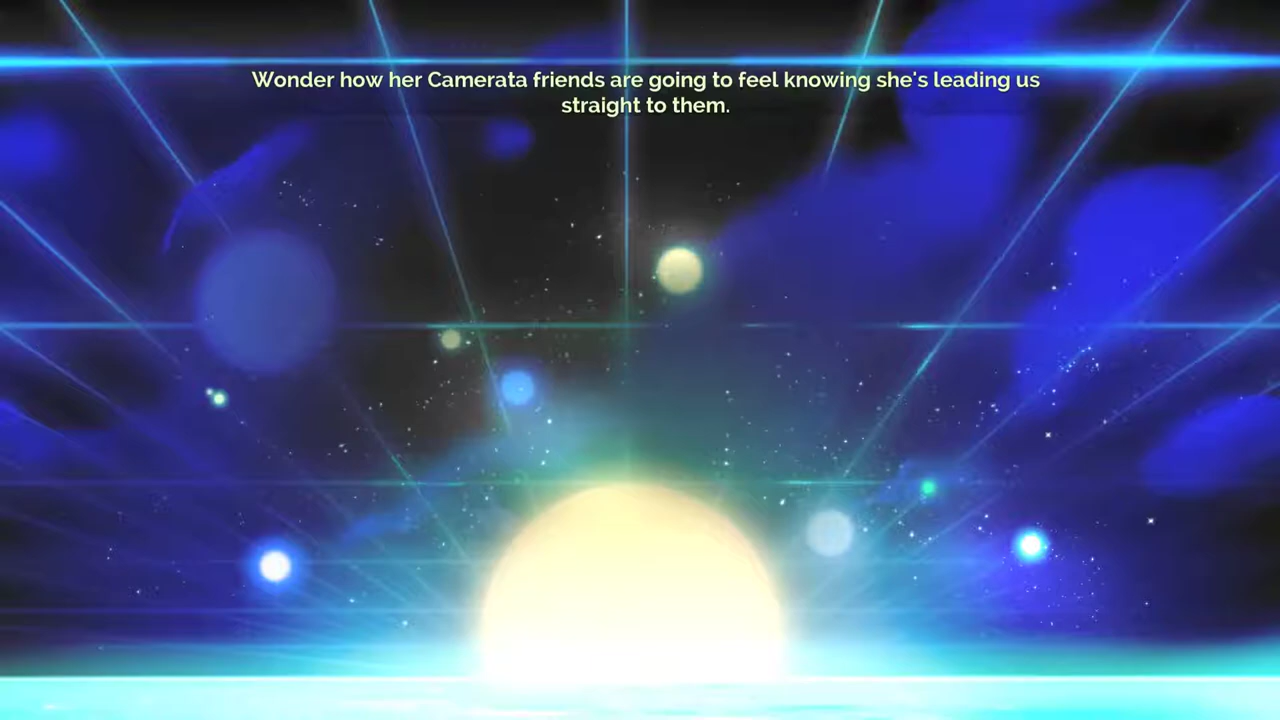 Wonder how her Camerata friends are going to feel knowing she's leading us
straight to them.